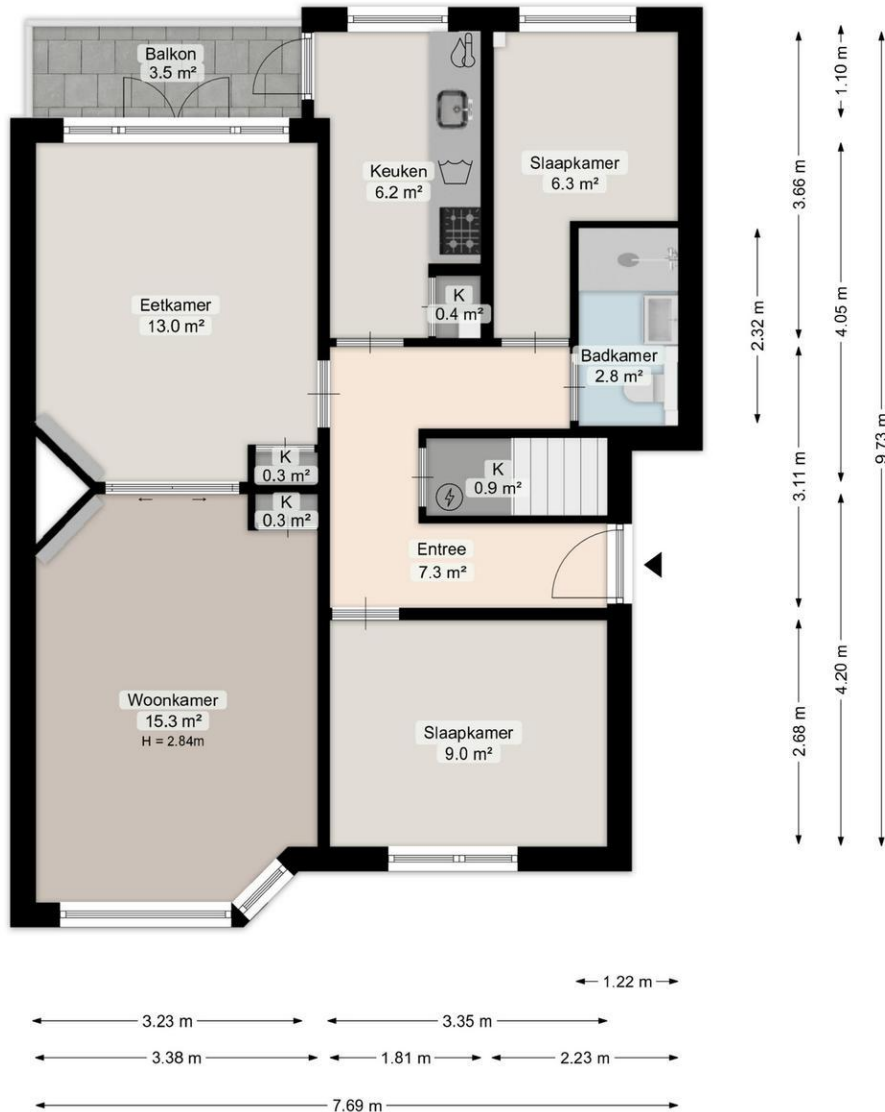 Balkon
3.5 m²
Keuken
6.2 m²
Slaapkamer
6.3 m²
Eetkamer
13.0 m²
K
0.4 m²
Badkamer
2.8 m²
K
0.3 m²
K
0.3 m²
K
0.9 m²
Entree
7.3 m²
Woonkamer
15.3 m²
H = 2.84m
Slaapkamer
9.0 m²
1.10 m
3.66 m
4.05 m
2.32 m
9.73 m
3.11 m
4.20 m
2.68 m
1.22 m
3.23 m
3.35 m
3.38 m
1.81 m
2.23 m
7.69 m